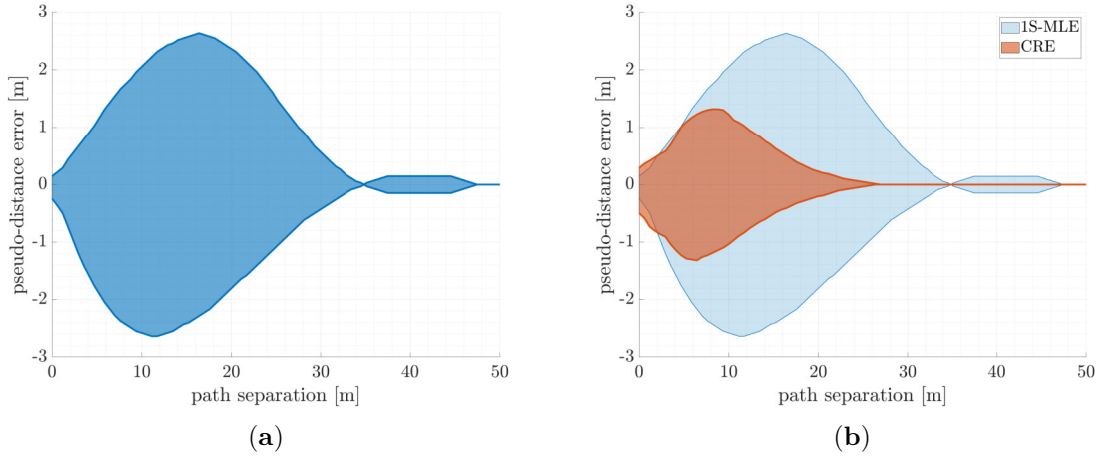 3
2
1
0
-1
-2
-3
pseudo-distance error [m]
0 10 20 30 40 50
path separation [m]
(a)
3
2
1
0
-1
-2
-3
pseudo-distance error [m]
1S-MLE
CRE
0 10 20 30 40 50
path separation [m]
(b)